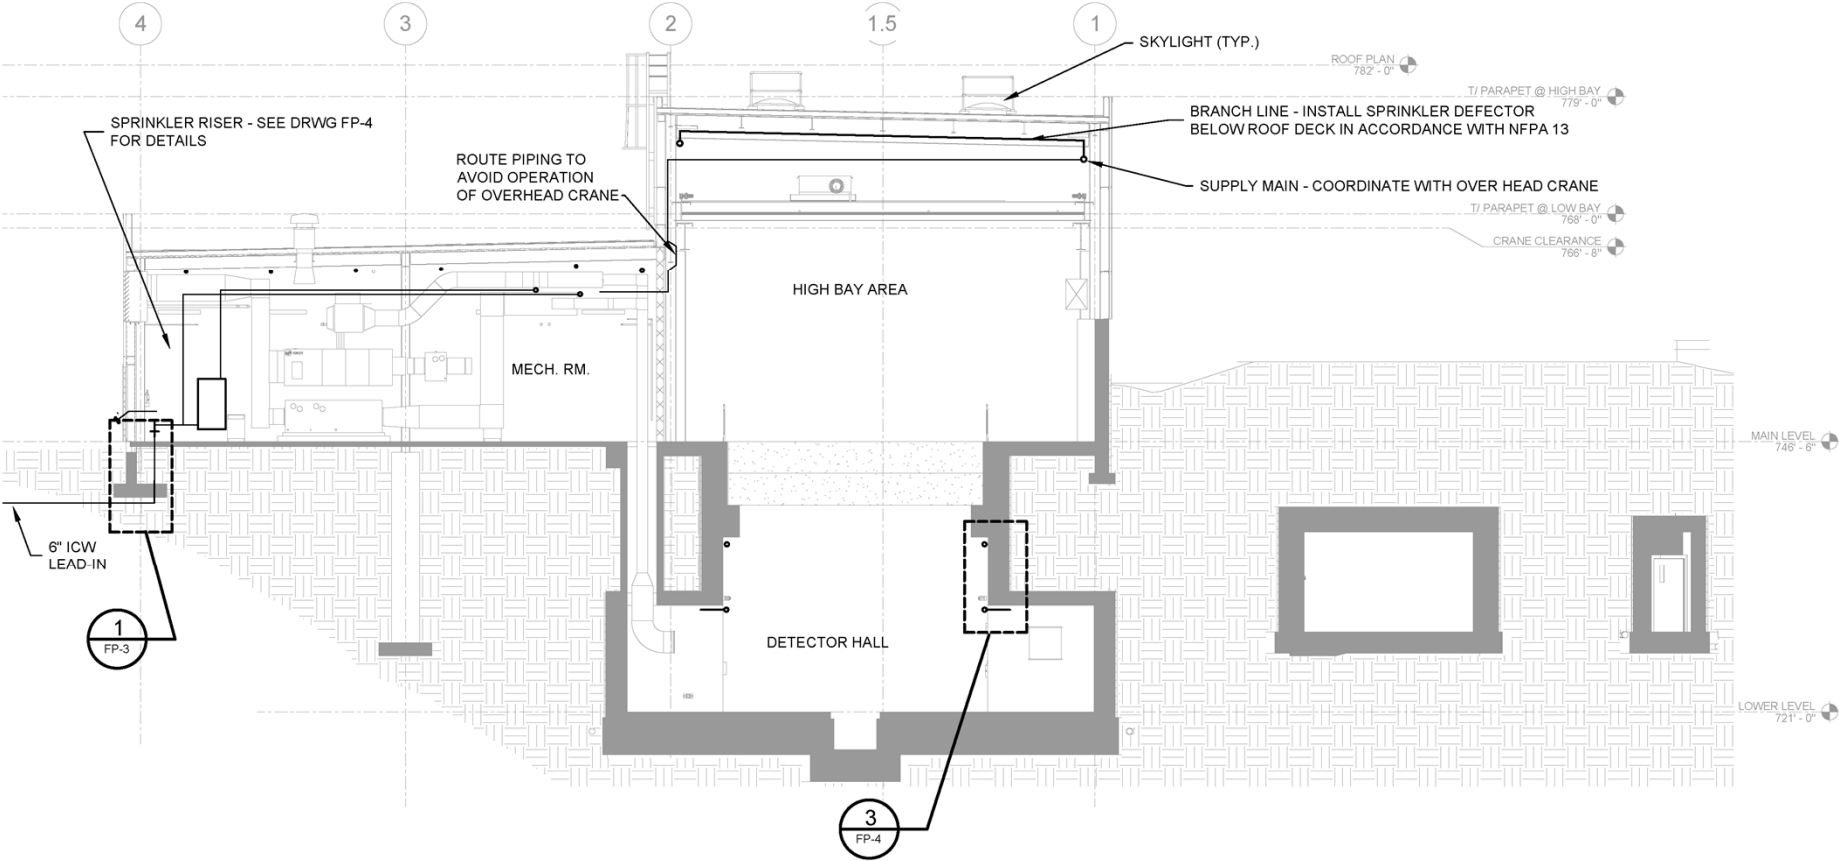 4
3
2
1.5
1
SKYLIGHT (TYP.)
ROOF PLAN
782' - 0"
T/ PARAPET @ HIGH BAY
779' - 0"
BRANCH LINE - INSTALL SPRINKLER DEFECTOR
BELOW ROOF DECK IN ACCORDANCE WITH NFPA 13
SPRINKLER RISER - SEE DRWG FP-4
FOR DETAILS
ROUTE PIPING TO
AVOID OPERATION
OF OVERHEAD CRANE
SUPPLY MAIN - COORDINATE WITH OVER HEAD CRANE
T/ PARAPET @ LOW BAY
768' - 0"
CRANE CLEARANCE
766' - 8"
HIGH BAY AREA
MECH. RM.
MAIN LEVEL
746' - 6"
6" ICW
LEAD-IN
1
FP-3
DETECTOR HALL
LOWER LEVEL
721' - 0"
3
FP-4